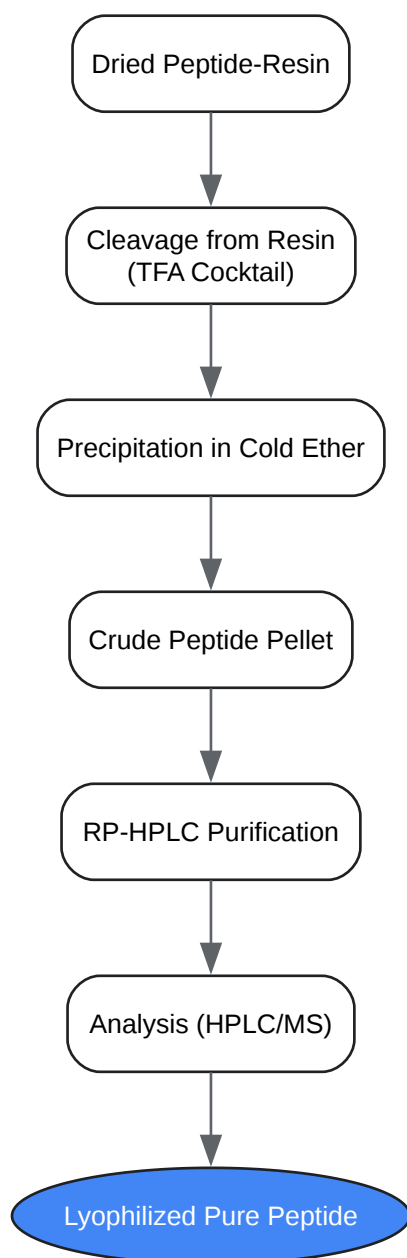 Dried Peptide-Resin
Cleavage from Resin
(TFA Cocktail)
Precipitation in Cold Ether
Crude Peptide Pellet
RP-HPLC Purification
Analysis (HPLC/MS)
Lyophilized Pure Peptide